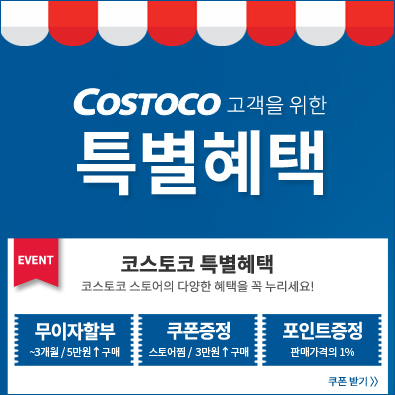 COSTOCO 고객을 위한
특별혜택
EVENT
코스토코 특별혜택
코스토코 스토어의 다양한 혜택을 꼭 누리세요!
무이자할부
~3개월 / 5만원↑구매
쿠폰증정
스토어찜 / 3만원↑구매
포인트증정
판매가격의 1%
쿠폰 받기 》